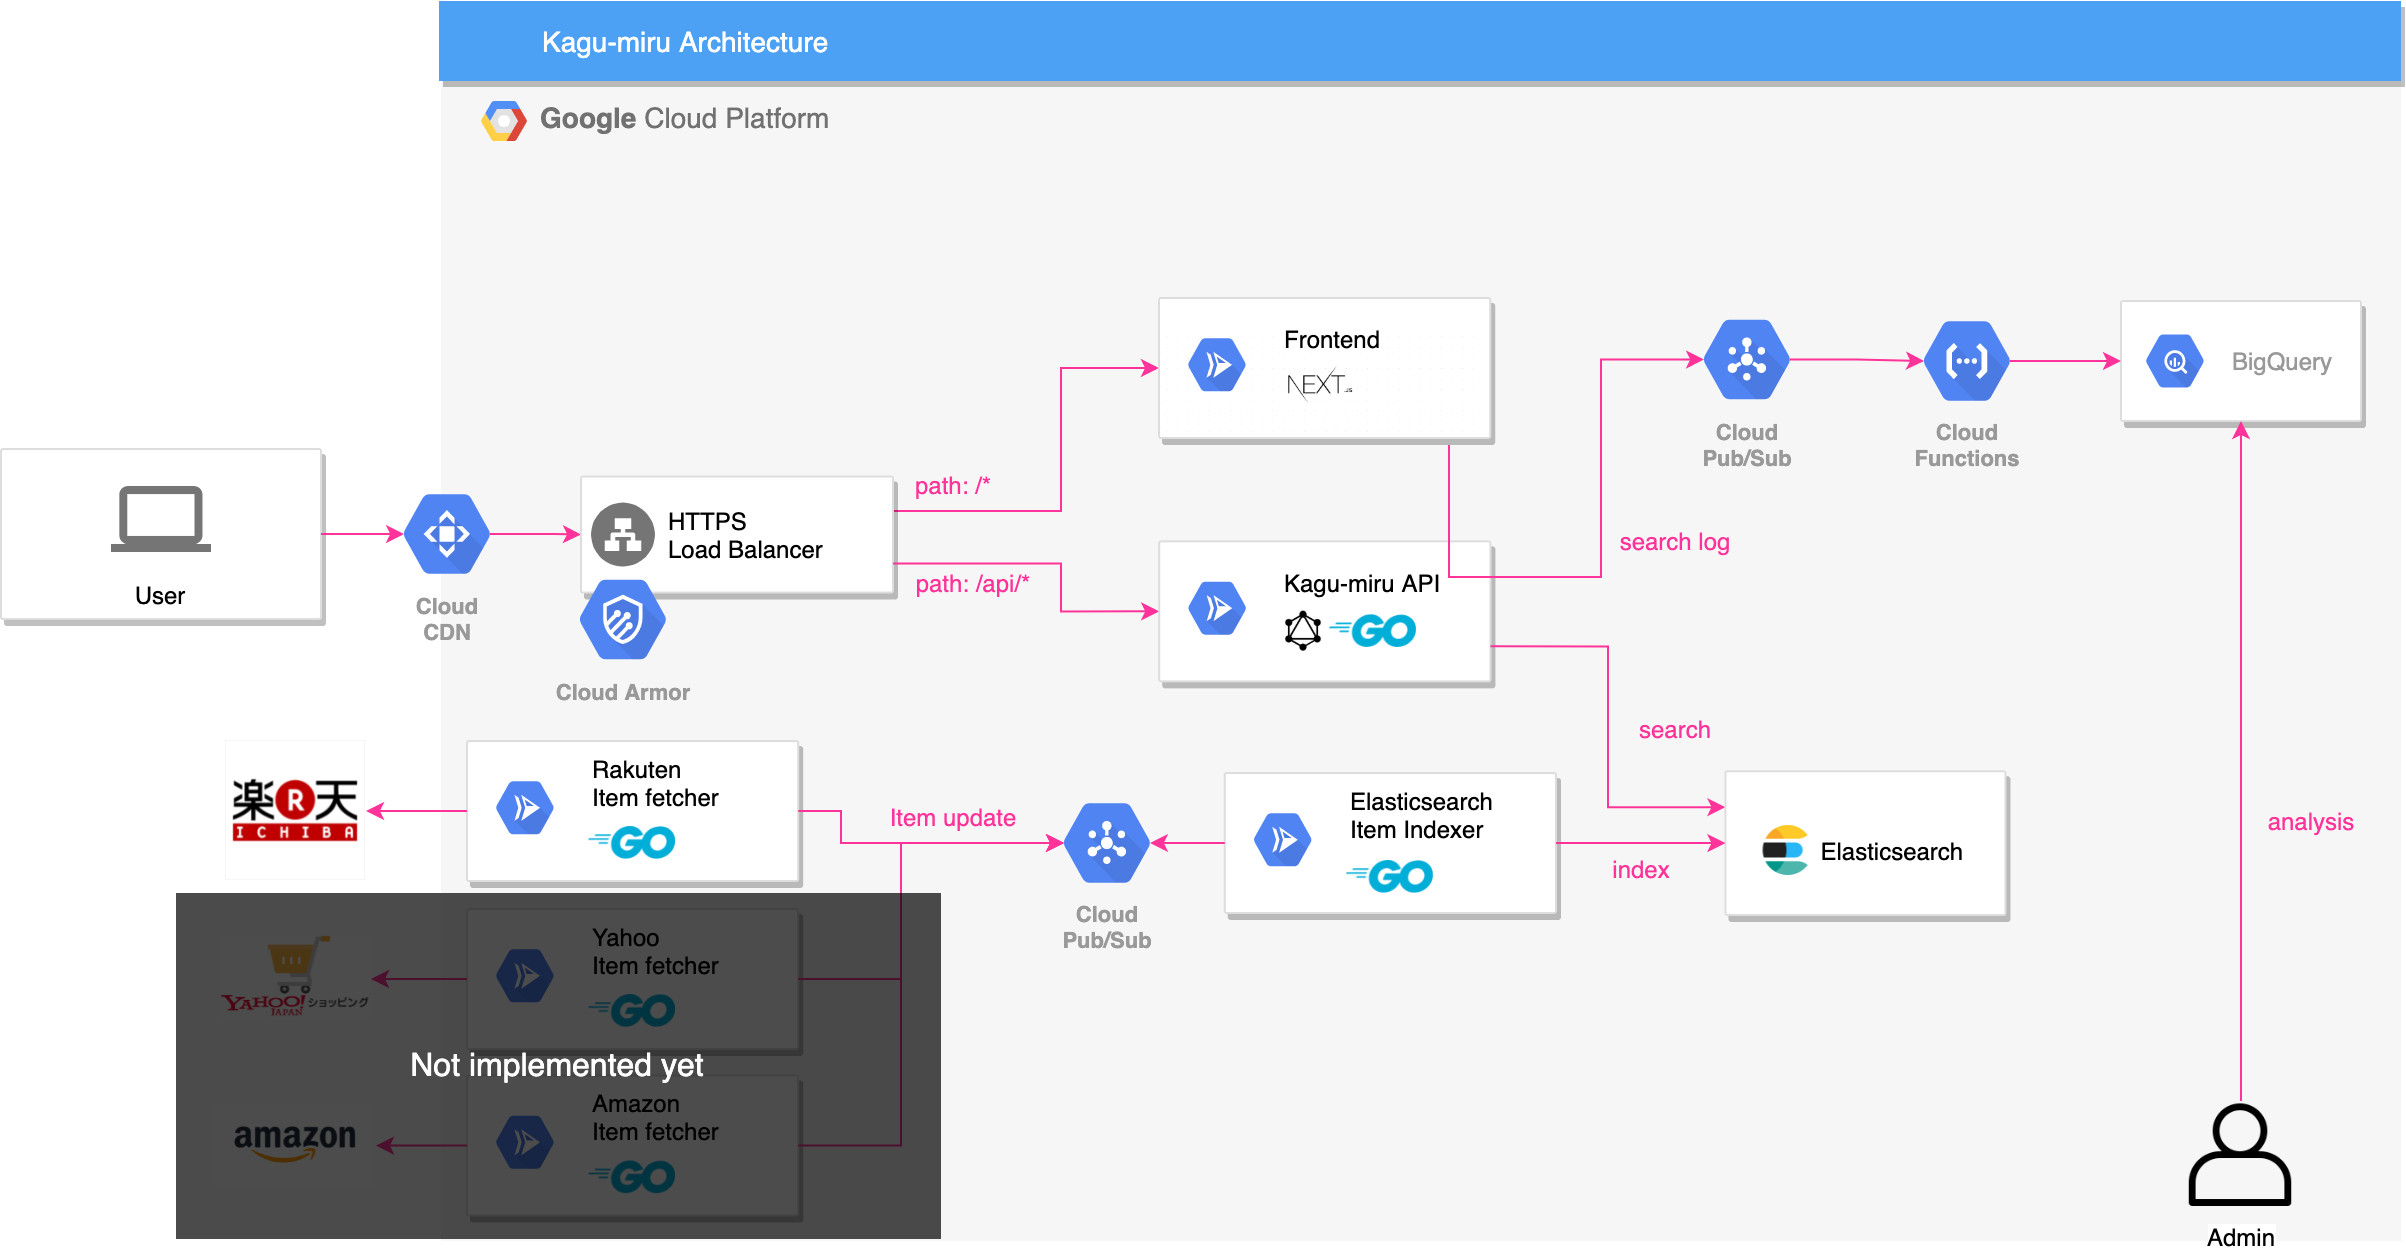 Kagu-miru Architecture
Google Cloud Platform
Frontend
NEXT.JS
Cloud
Pub/Sub
Cloud
Functions
BigQuery
User
Cloud
CDN
HTTPS
Load Balancer
Cloud Armor
path: /*
path: /api/*
Kagu-miru API
GO
search log
search
analysis
楽R天
ICHIBA
Rakuten
Item fetcher
GO
Item update
Cloud
Pub/Sub
Elasticsearch
Item Indexer
GO
index
Elasticsearch
YAHOO!ショッピング
JAPAN
Yahoo
Item fetcher
GO
Not implemented yet
amazon
Amazon
Item fetcher
GO
Admin